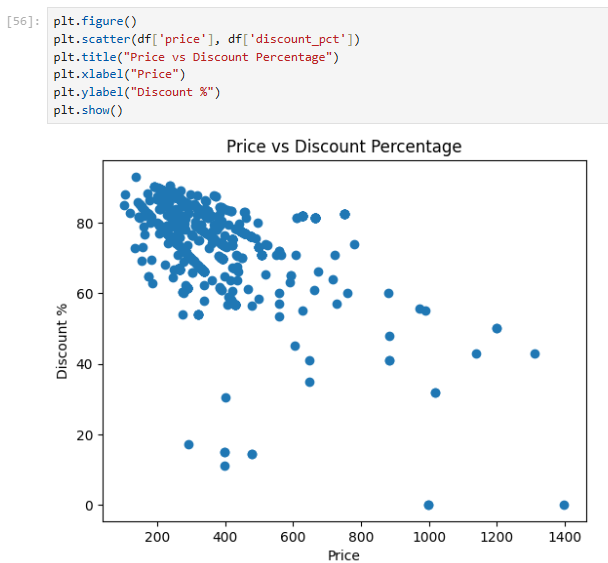 [56]:
plt.figure()
plt.scatter(df['price'], df['discount_pct'])
plt.title("Price vs Discount Percentage")
plt.xlabel("Price")
plt.ylabel("Discount %")
plt.show()
Price vs Discount Percentage
Discount %
80
60
40
20
0
200 400 600 800 1000 1200 1400
Price